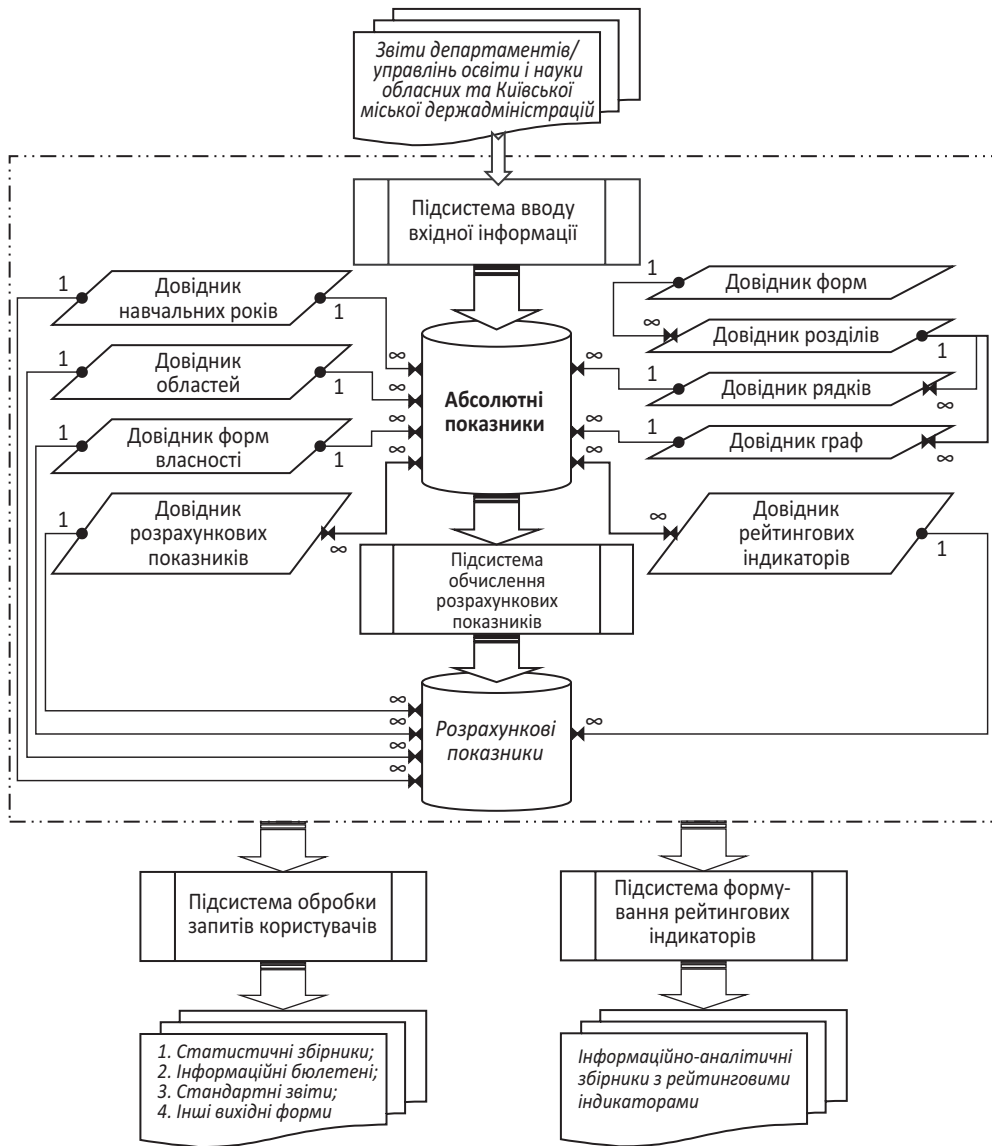 Звіти департаментів/
управлінь освіти і науки
обласних та Київської
міської держадміністрацій
Підсистема вводу
вхідної інформації
1
Довідник
навчальних років
1
1
Довідник форм
∞
Довідник розділів
1
∞
∞
1
Довідник
областей
1
∞
Абсолютні
показники
1
Довідник рядків
∞
1
Довідник форм
власності
1
∞
∞
1
Довідник граф
∞
∞
∞
1
Довідник
розрахункових
показників
∞
∞
Довідник
рейтингових
індикаторів
1
Підсистема
обчислення
розрахункових
показників
∞
∞
∞
∞
Розрахункові
показники
∞
Підсистема обробки
запитів користувачів
Підсистема форму-
вання рейтингових
індикаторів
1. Статистичні збірники;
2. Інформаційні бюлетені;
3. Стандартні звіти;
4. Інші вихідні форми
Інформаційно-аналітичні
збірники з рейтинговими
індикаторами